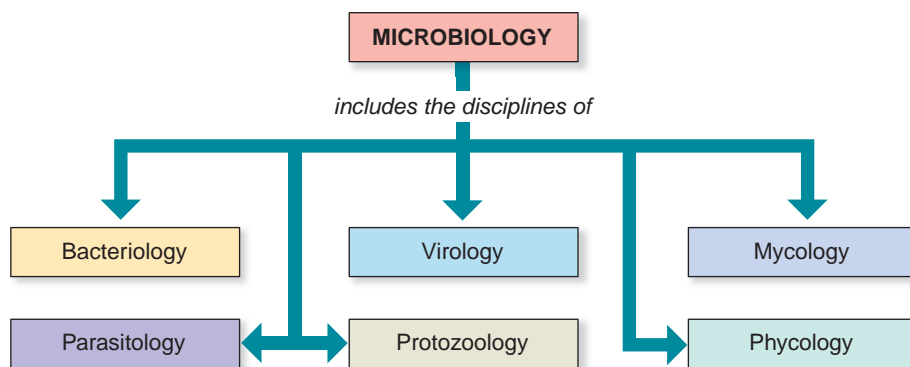 MICROBIOLOGY
includes the disciplines of
Bacteriology
Virology
Mycology
Parasitology
Protozoology
Phycology